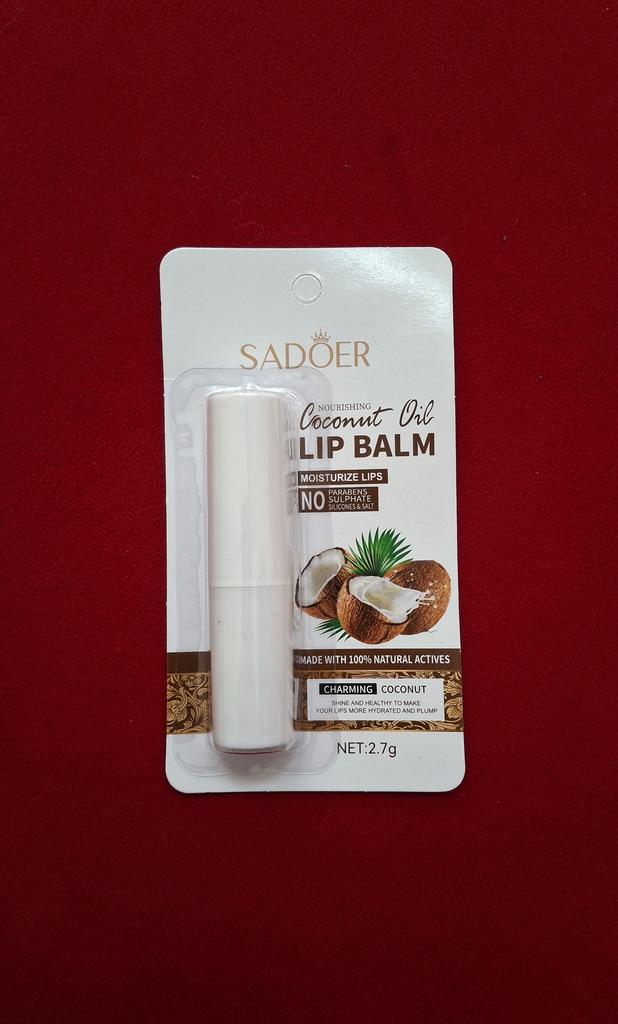 SADOER
NOURISHING
Coconut Oil
LIP BALM
MOISTURIZE LIPS
NO PARABENS
SULPHATE
SILICONES & SALT
MADE WITH 100% NATURAL ACTIVES
CHARMING COCONUT
SHINE AND HEALTHY TO MAKE
YOUR LIPS MORE HYDRATED AND PLUMP
NET:2.7g